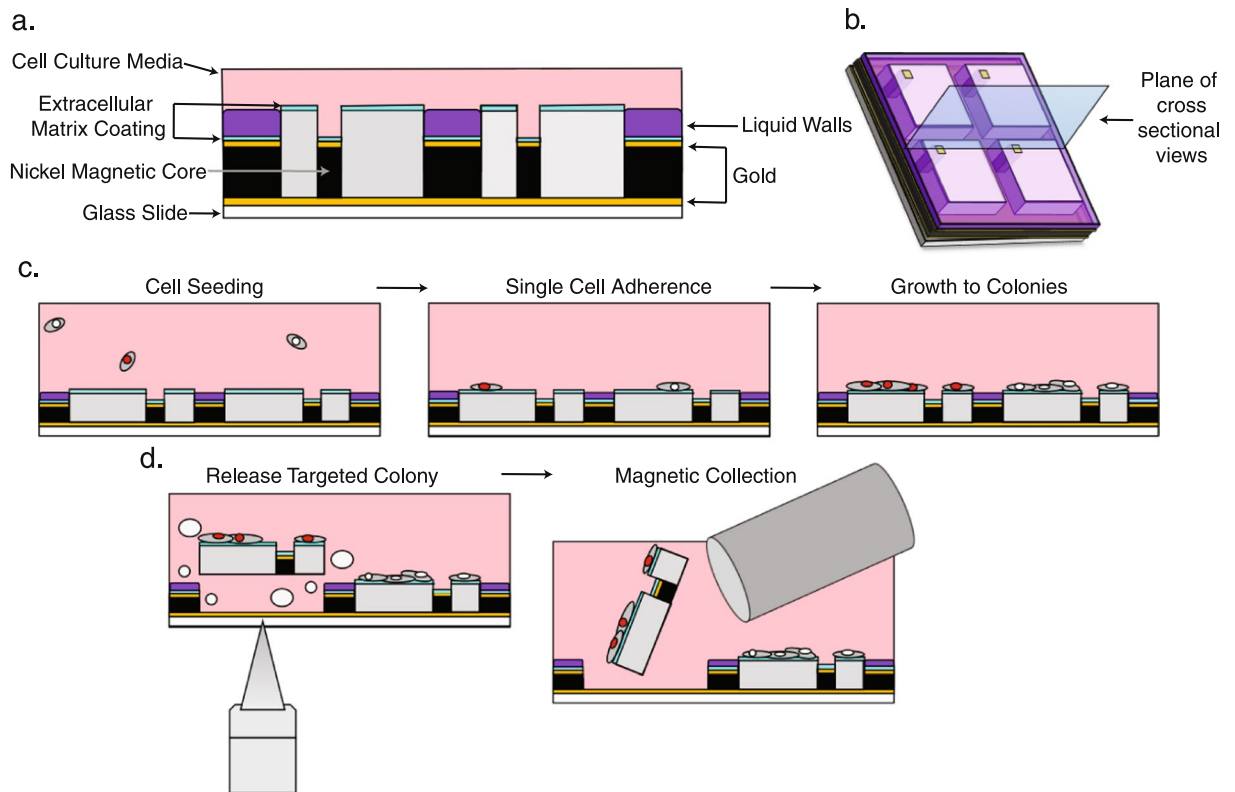 a.
Cell Culture Media
Extracellular
Matrix Coating
Nickel Magnetic Core
Glass Slide
Liquid Walls
Gold
b.
Plane of
cross
sectional
views
c.
Cell Seeding
Single Cell Adherence
Growth to Colonies
d.
Release Targeted Colony
Magnetic Collection